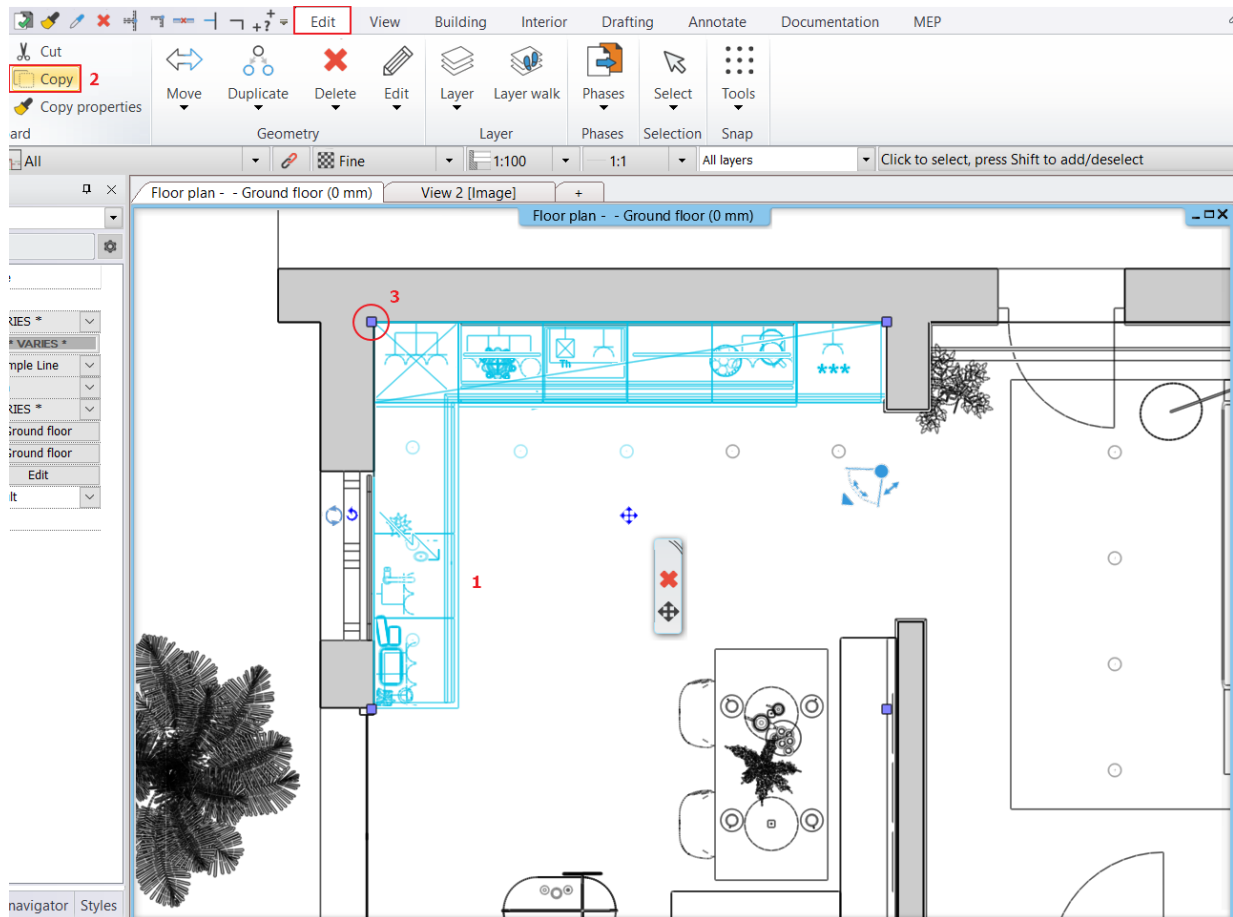 Edit View Building Interior Drafting Annotate Documentation MEP
Cut
Copy 2
Copy properties
Move Duplicate Delete Edit Layer Layer walk Phases Select Tools
ard Geometry Layer Phases Selection Snap
All Fine 1:100 1:1 All layers Click to select, press Shift to add/deselect
Floor plan - - Ground floor (0 mm) View 2 [Image] +
Floor plan - - Ground floor (0 mm)
e
3
RIES *
* VARIES *
mple Line
RIES *
Ground floor
Ground floor
Edit
lt
Th
***
1
navigator Styles